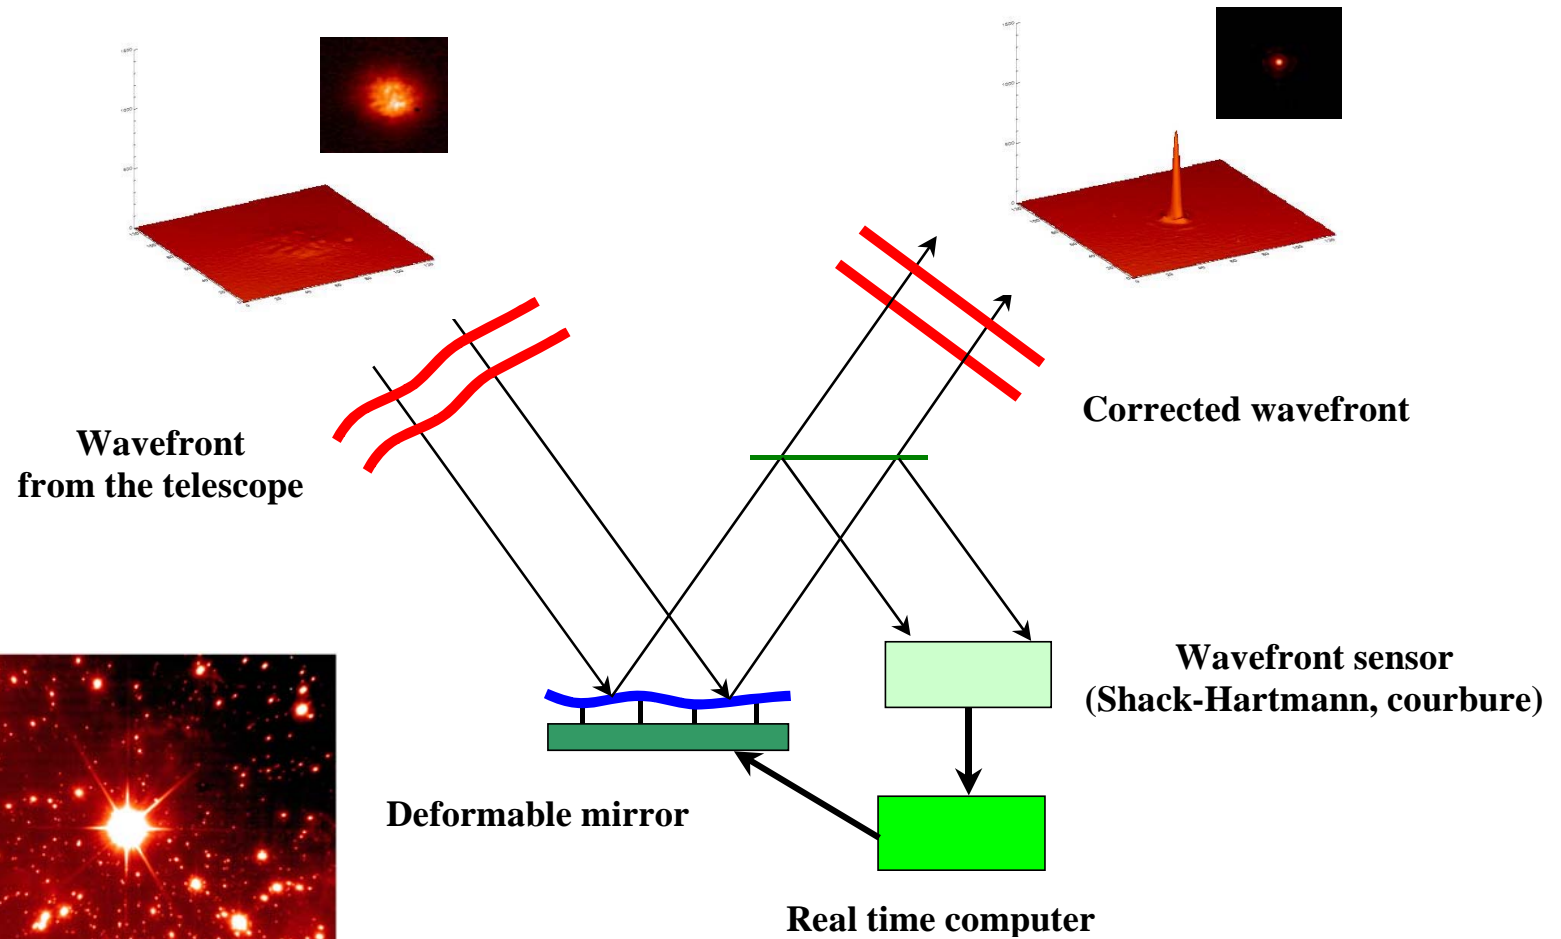 Wavefront
from the telescope
Corrected wavefront
Wavefront sensor
(Shack-Hartmann, courbure)
Deformable mirror
Real time computer